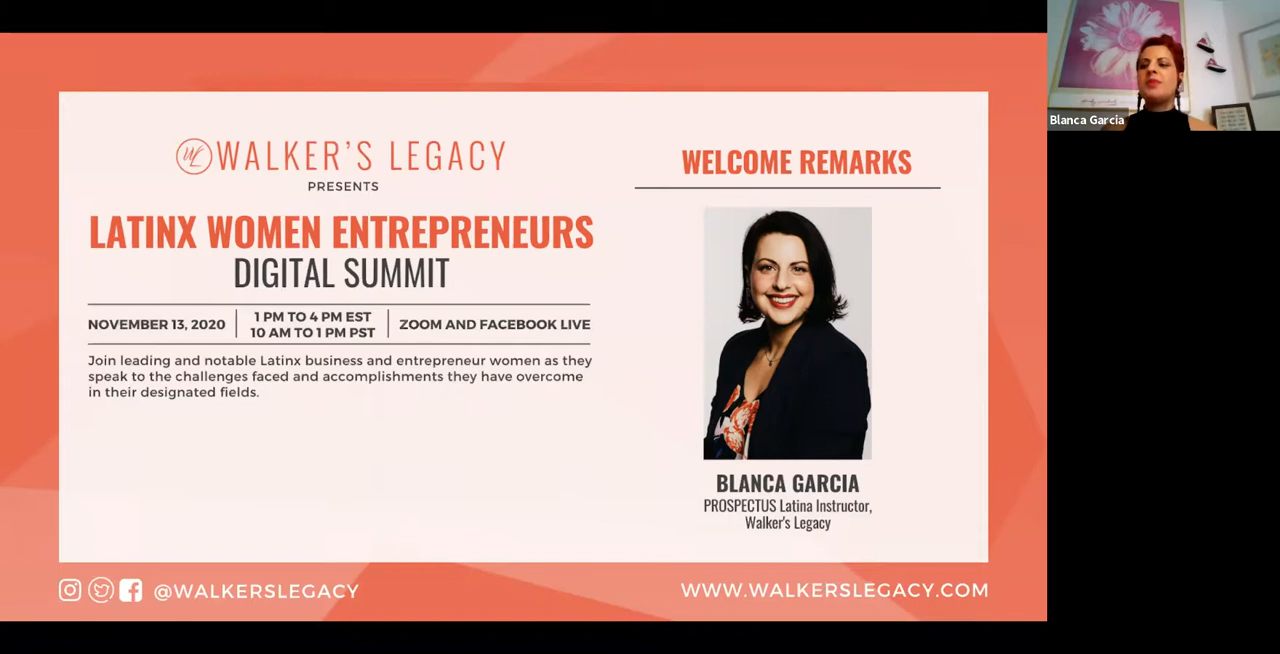 WL WALKER'S LEGACY
PRESENTS
LATINX WOMEN ENTREPRENEURS
DIGITAL SUMMIT
NOVEMBER 13, 2020
1 PM TO 4 PM EST
10 AM TO 1 PM PST
ZOOM AND FACEBOOK LIVE
Join leading and notable Latinx business and entrepreneur women as they
speak to the challenges faced and accomplishments they have overcome
in their designated fields.
WELCOME REMARKS
BLANCA GARCIA
PROSPECTUS Latina Instructor,
Walker's Legacy
@WALKERSLEGACY
WWW.WALKERSLEGACY.COM
Blanca Garcia